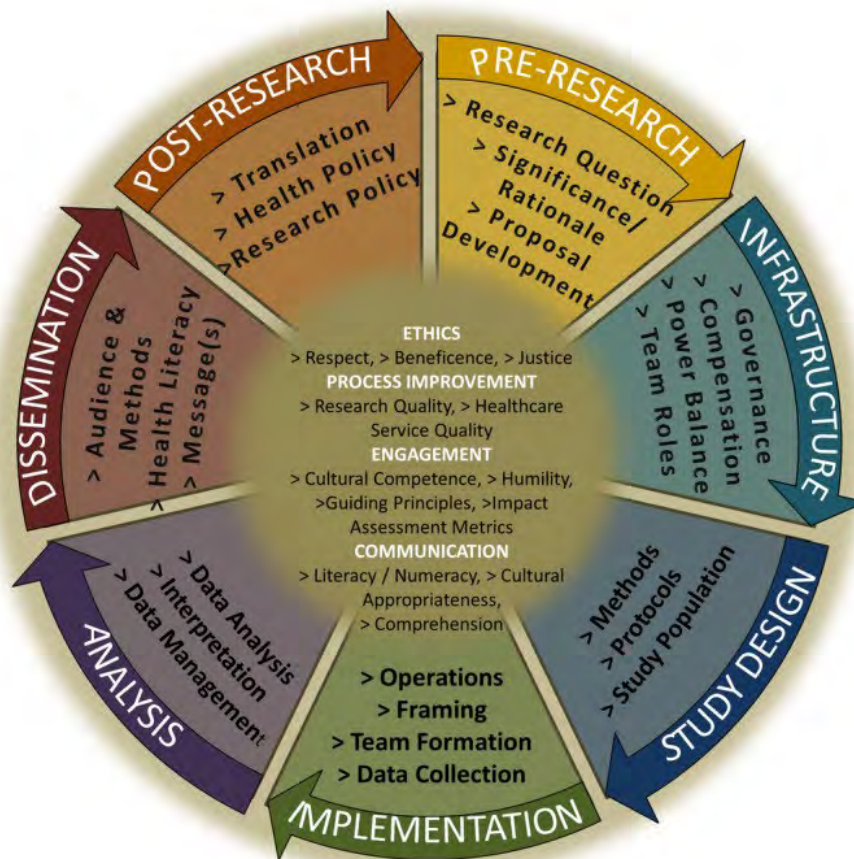 PRE-RESEARCH
> Research Question
> Significance/
Rationale
> Proposal
Development
INFRASTRUCTURE
> Governance
> Compensation
> Power Balance
> Team Roles
STUDY DESIGN
> Methods
> Protocols
> Study Population
IMPLEMENTATION
> Operations
> Framing
> Team Formation
> Data Collection
ANALYSIS
> Data Analysis
> Interpretation
> Data Management
DISSEMINATION
> Audience &
Methods
> Health Literacy
> Message(s)
POST-RESEARCH
> Translation
> Health Policy
>Research Policy
ETHICS
> Respect, > Beneficence, > Justice
PROCESS IMPROVEMENT
> Research Quality, > Healthcare
Service Quality
ENGAGEMENT
> Cultural Competence, > Humility,
>Guiding Principles, >Impact
Assessment Metrics
COMMUNICATION
> Literacy / Numeracy, > Cultural
Appropriateness,
> Comprehension